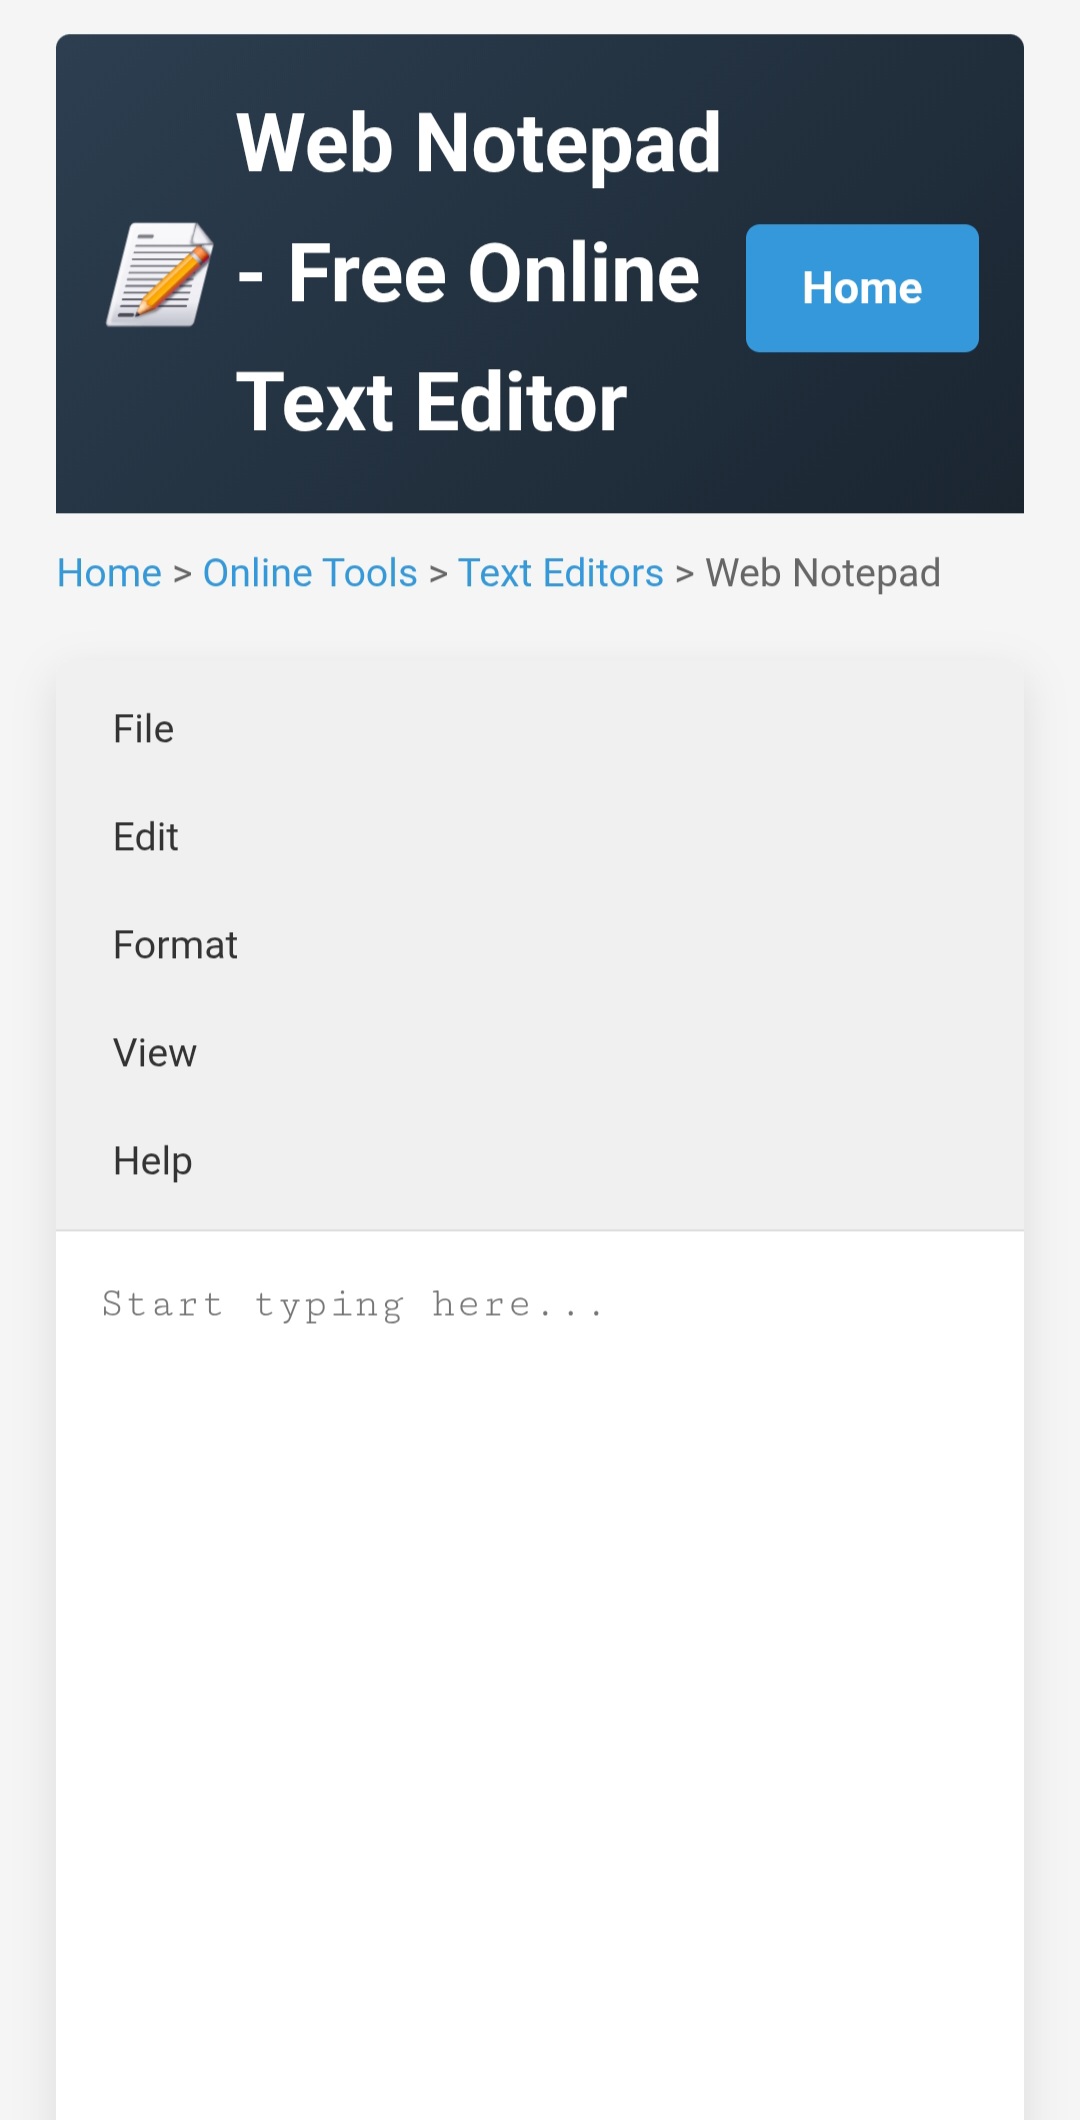 Web Notepad
- Free Online
Text Editor
Home
Home > Online Tools > Text Editors > Web Notepad
File
Edit
Format
View
Help
Start typing here...